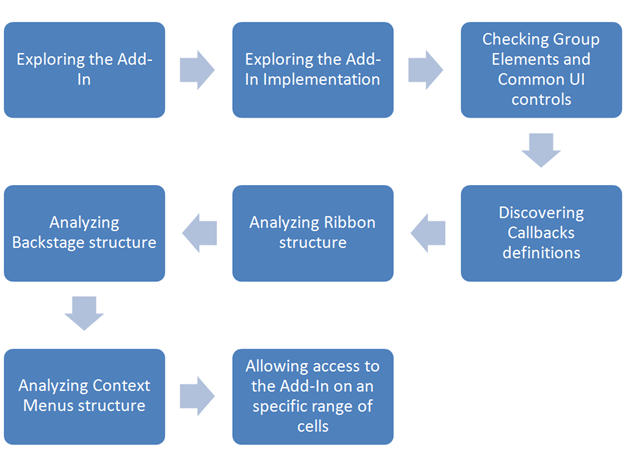 Exploring the Add-
In
Exploring the Add-
In Implementation
Checking Group
Elements and
Common UI
controls
Discovering
Callbacks
definitions
Analyzing Ribbon
structure
Analyzing
Backstage structure
Analyzing Context
Menus structure
Allowing access to
the Add-In on an
specific range of
cells